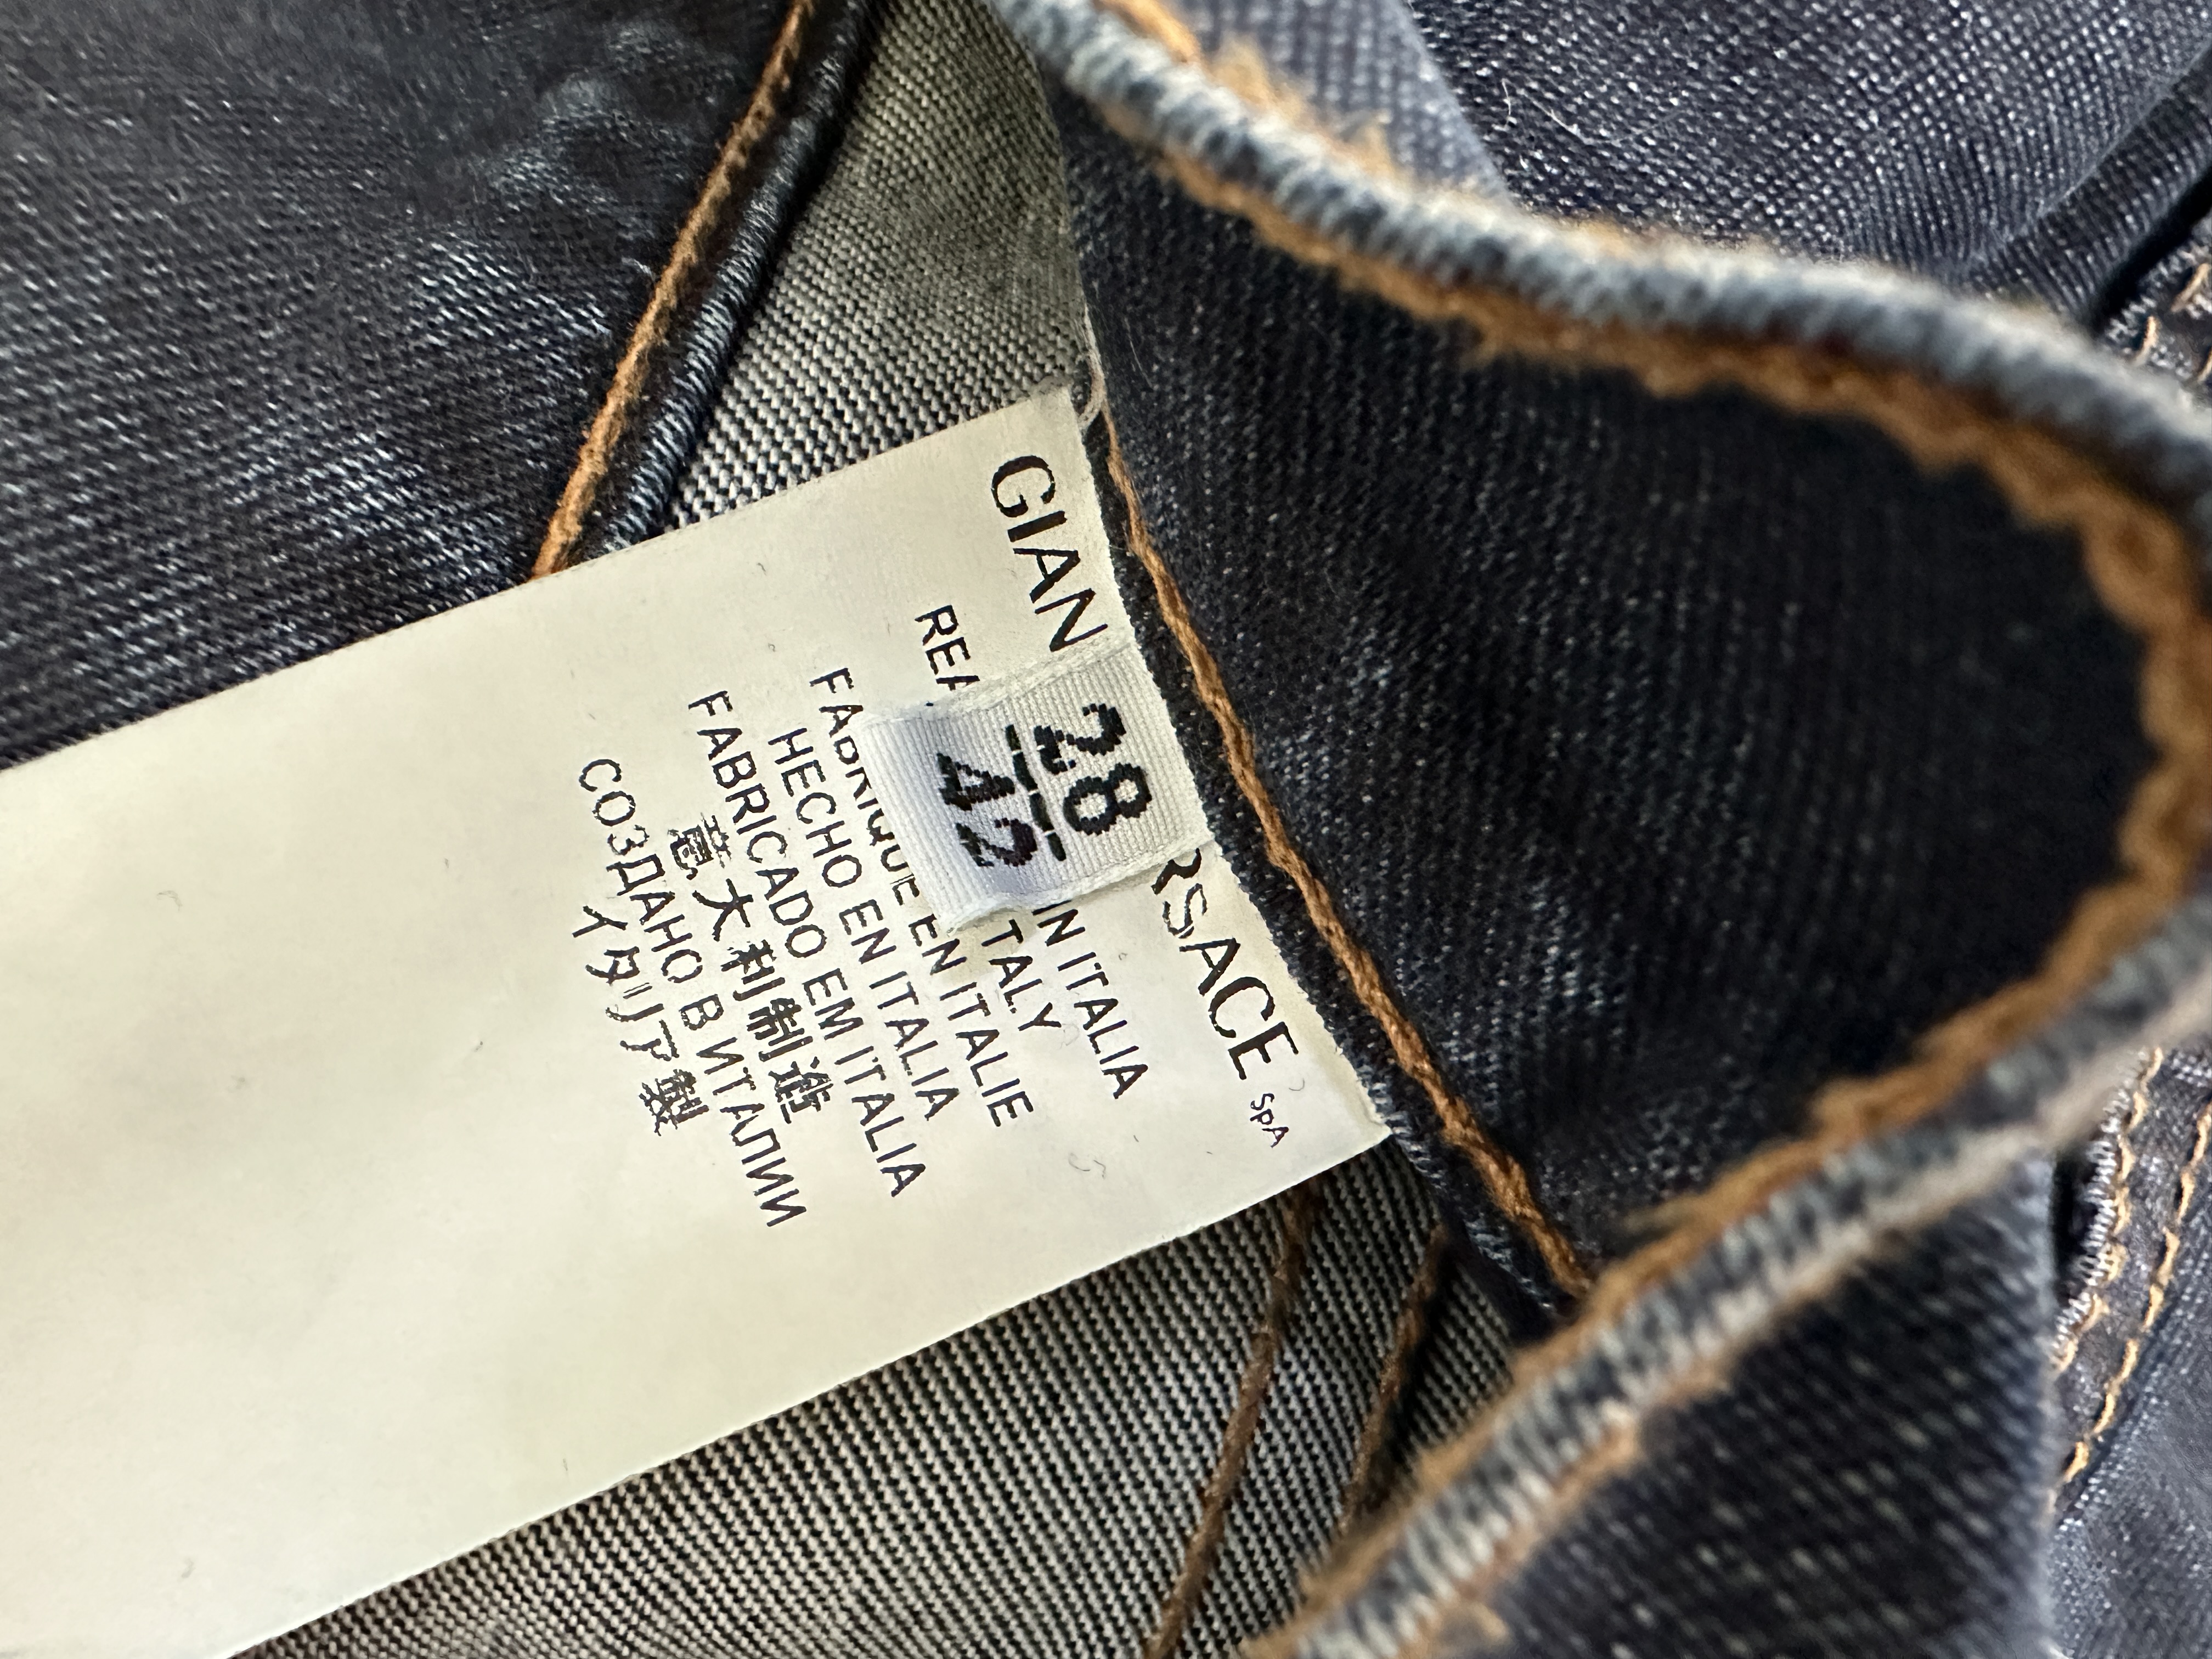 GIAN RSACE SpA
28
42
REA IN ITALIA
TALY
FABRIQUE EN ITALIE
HECHO EN ITALIA
FABRICADO EM ITALIA
意大利制造
СОЗДАНО В ИТАЛИИ
イタリア製